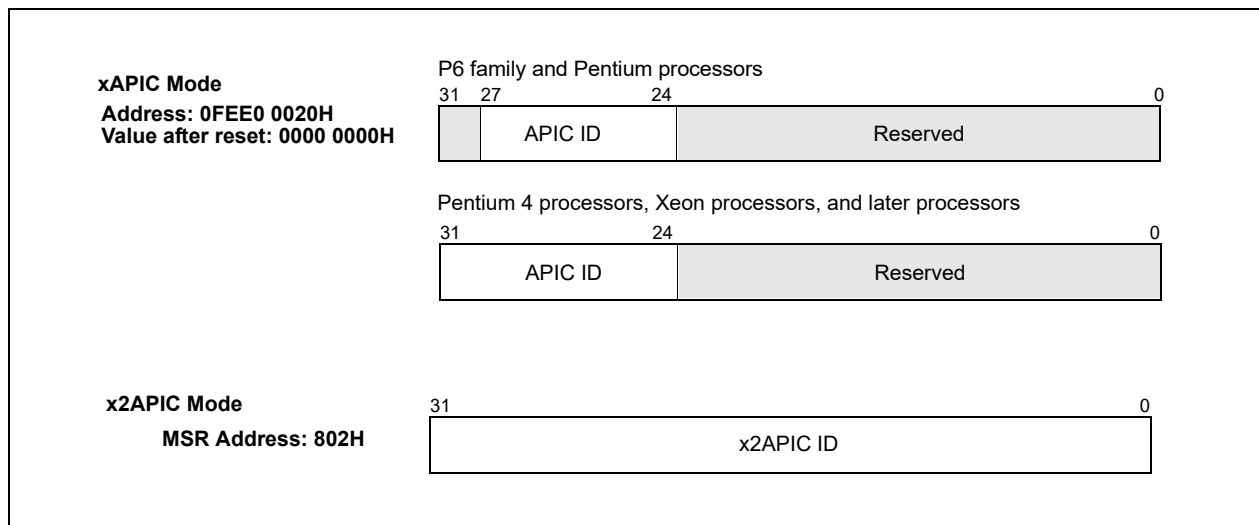 P6 family and Pentium processors
xAPIC Mode
31 27 24 0
Address: 0FEE0 0020H
Value after reset: 0000 0000H
APIC ID Reserved
Pentium 4 processors, Xeon processors, and later processors
31 24 0
APIC ID Reserved
x2APIC Mode
31 0
MSR Address: 802H
x2APIC ID